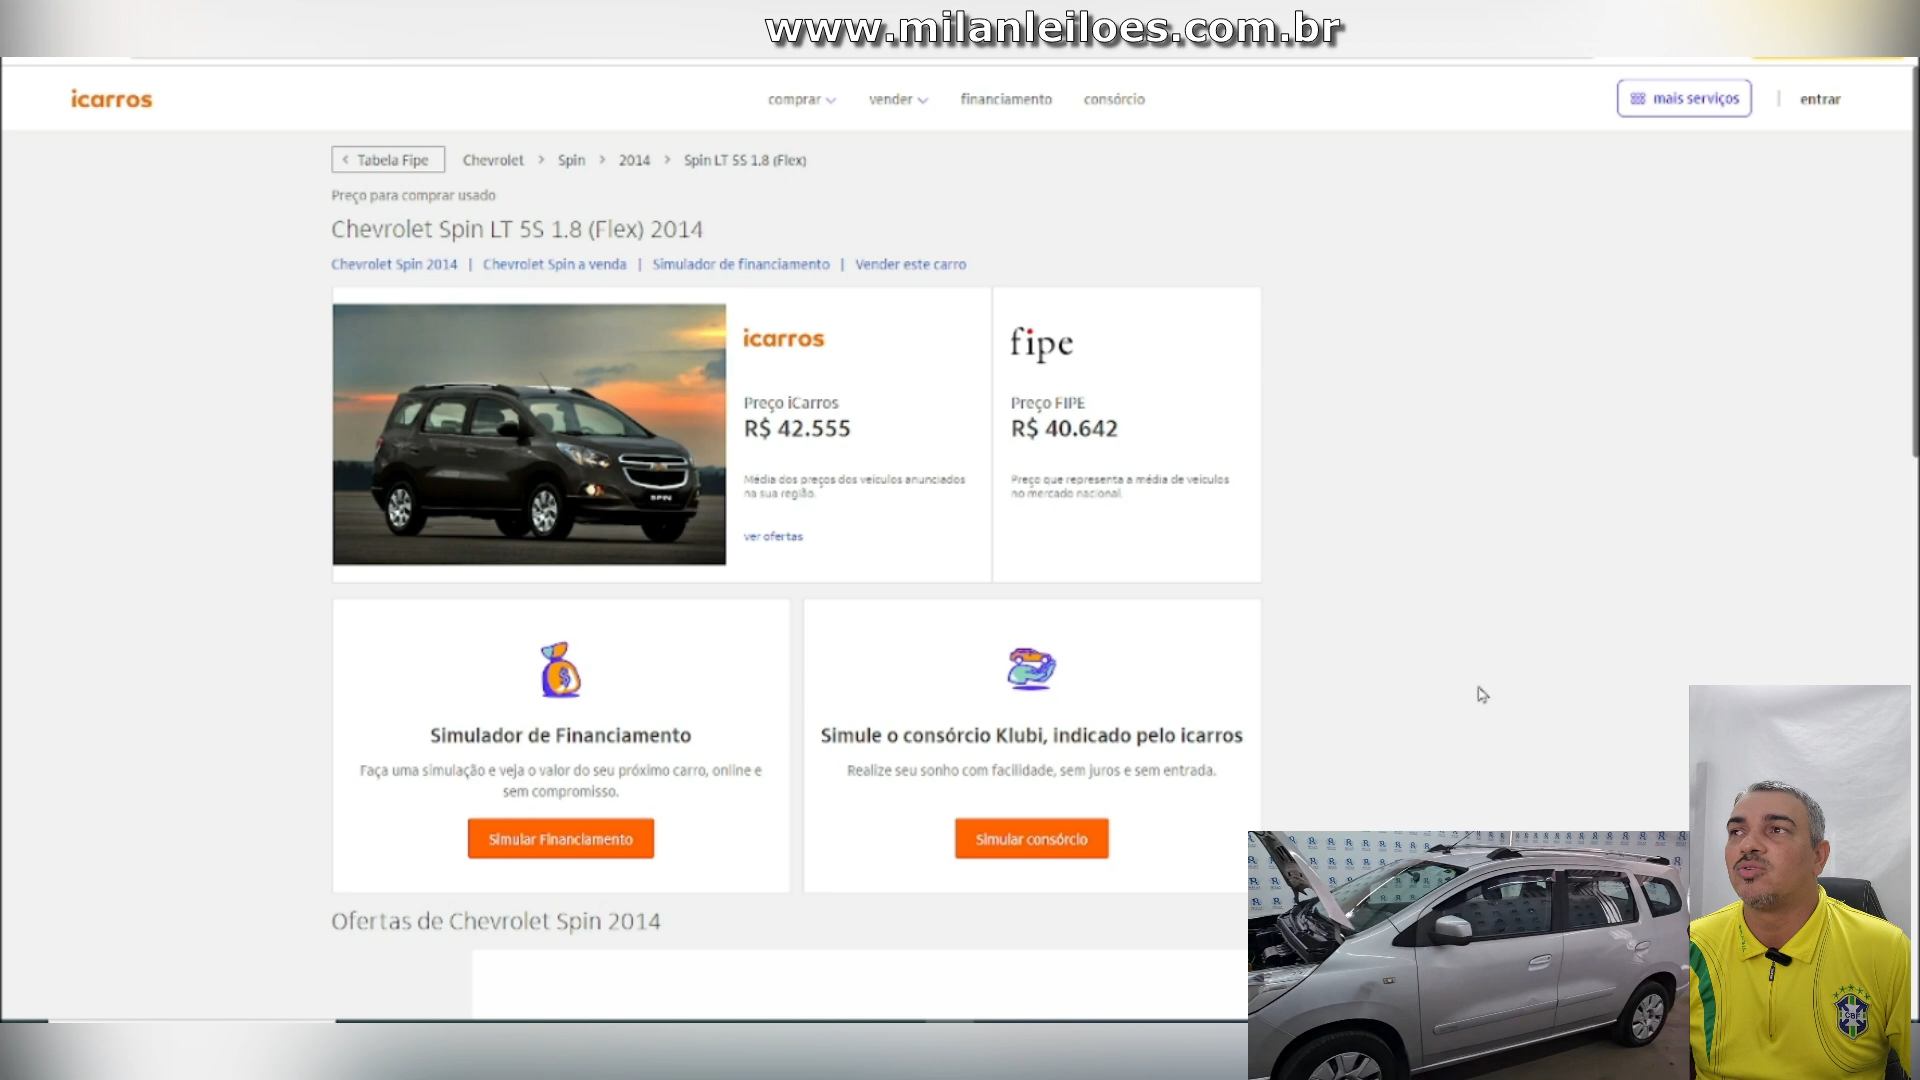 www.milanleiloes.com.br
icarros
comprar
vender
financiamento
consórcio
mais serviços
entrar
Tabela Fipe
Chevrolet > Spin > 2014 > Spin LT 5S 1.8 (Flex)
Preço para comprar usado
Chevrolet Spin LT 5S 1.8 (Flex) 2014
Chevrolet Spin 2014 | Chevrolet Spin a venda | Simulador de financiamento | Vender este carro
SPIN
icarros
Preço iCarros
R$ 42.555
Média dos preços dos veículos anunciados
na sua região.
ver ofertas
fipe
Preço FIPE
R$ 40.642
Preço que representa a média de veículos
no mercado nacional.
Simulador de Financiamento
Faça uma simulação e veja o valor do seu próximo carro, online e
sem compromisso.
Simular Financiamento
Simule o consórcio Klubi, indicado pelo icarros
Realize seu sonho com facilidade, sem juros e sem entrada.
Simular consórcio
Ofertas de Chevrolet Spin 2014
CBF